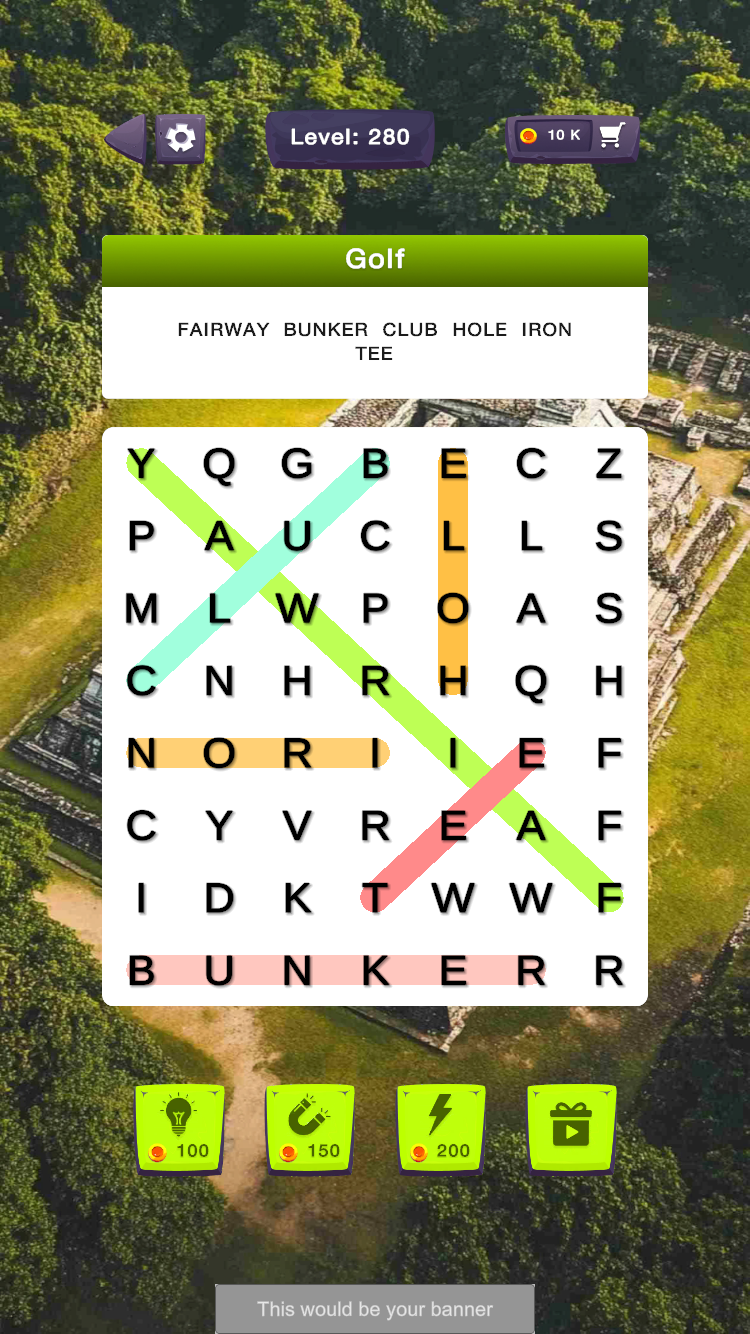 Level: 280
10 K
Golf
FAIRWAY BUNKER CLUB HOLE IRON
TEE
Y Q G B E C Z
P A U C L L S
M L W P O A S
C N H R H Q H
N O R I I E F
C Y V R E A F
I D K T W W F
B U N K E R R
100 150 200
This would be your banner